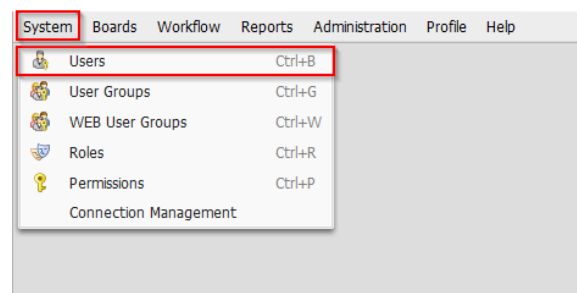 System Boards Workflow Reports Administration Profile Help
Users Ctrl+B
User Groups Ctrl+G
WEB User Groups Ctrl+W
Roles Ctrl+R
Permissions Ctrl+P
Connection Management